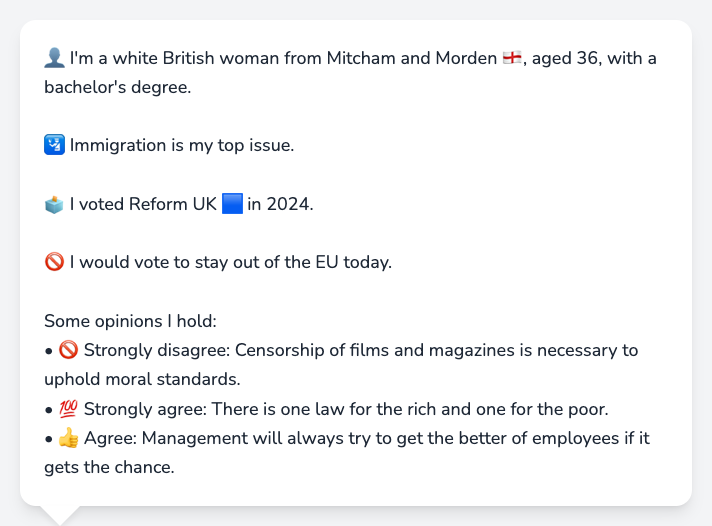 👤 I'm a white British woman from Mitcham and Morden 🏴󠁧󠁢󠁥󠁮󠁧󠁿, aged 36, with a
bachelor's degree.
🛂 Immigration is my top issue.
🗳️ I voted Reform UK 🟦 in 2024.
🚫 I would vote to stay out of the EU today.
Some opinions I hold:
• 🚫 Strongly disagree: Censorship of films and magazines is necessary to
uphold moral standards.
• 💯 Strongly agree: There is one law for the rich and one for the poor.
• 👍 Agree: Management will always try to get the better of employees if it
gets the chance.